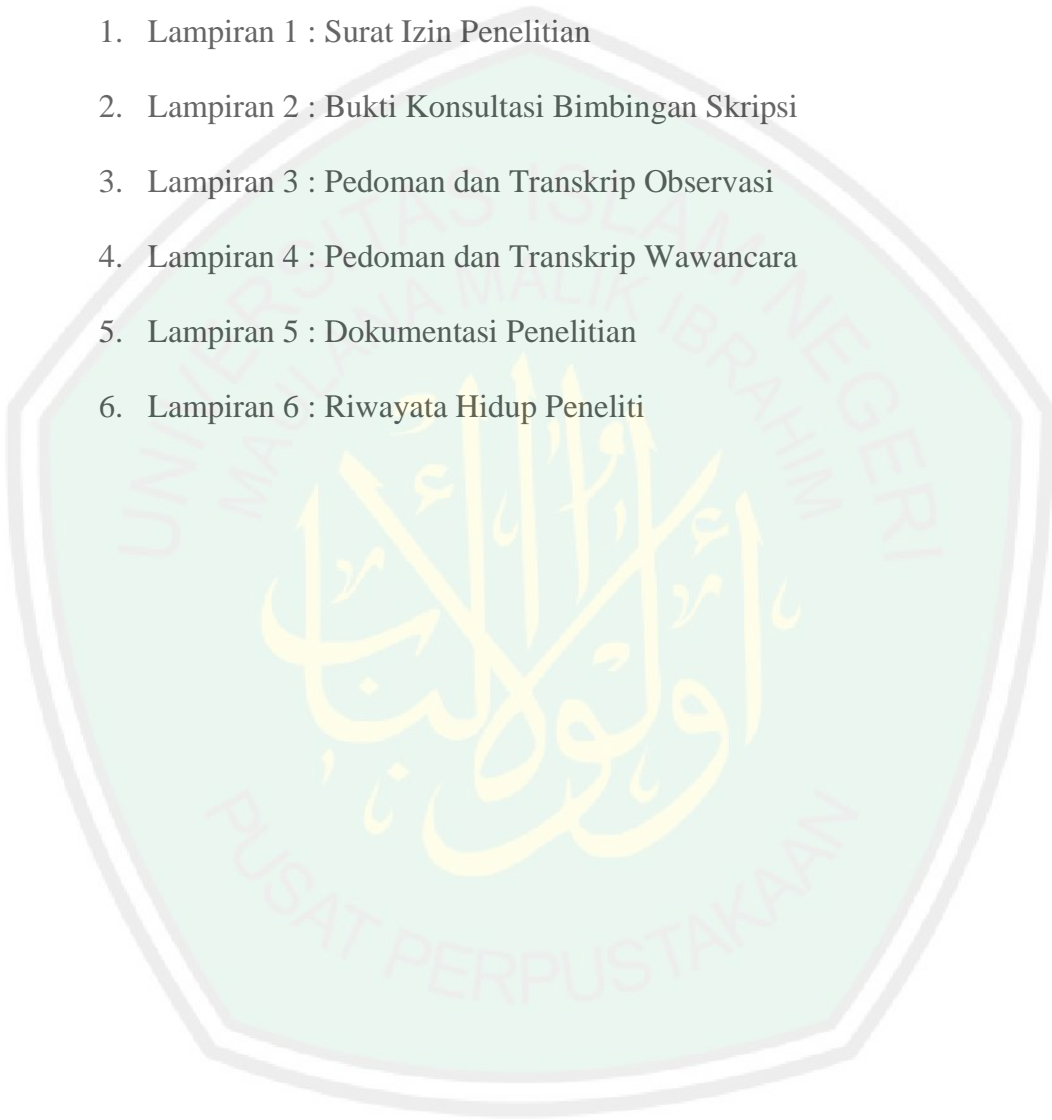 1. Lampiran 1 : Surat Izin Penelitian
2. Lampiran 2 : Bukti Konsultasi Bimbingan Skripsi
3. Lampiran 3 : Pedoman dan Transkrip Observasi
4. Lampiran 4 : Pedoman dan Transkrip Wawancara
5. Lampiran 5 : Dokumentasi Penelitian
6. Lampiran 6 : Riwayata Hidup Peneliti
UNIVERSITAS ISLAM NEGERI
MAULANA MALIK IBRAHIM
PUSAT PERPUSTAKAAN